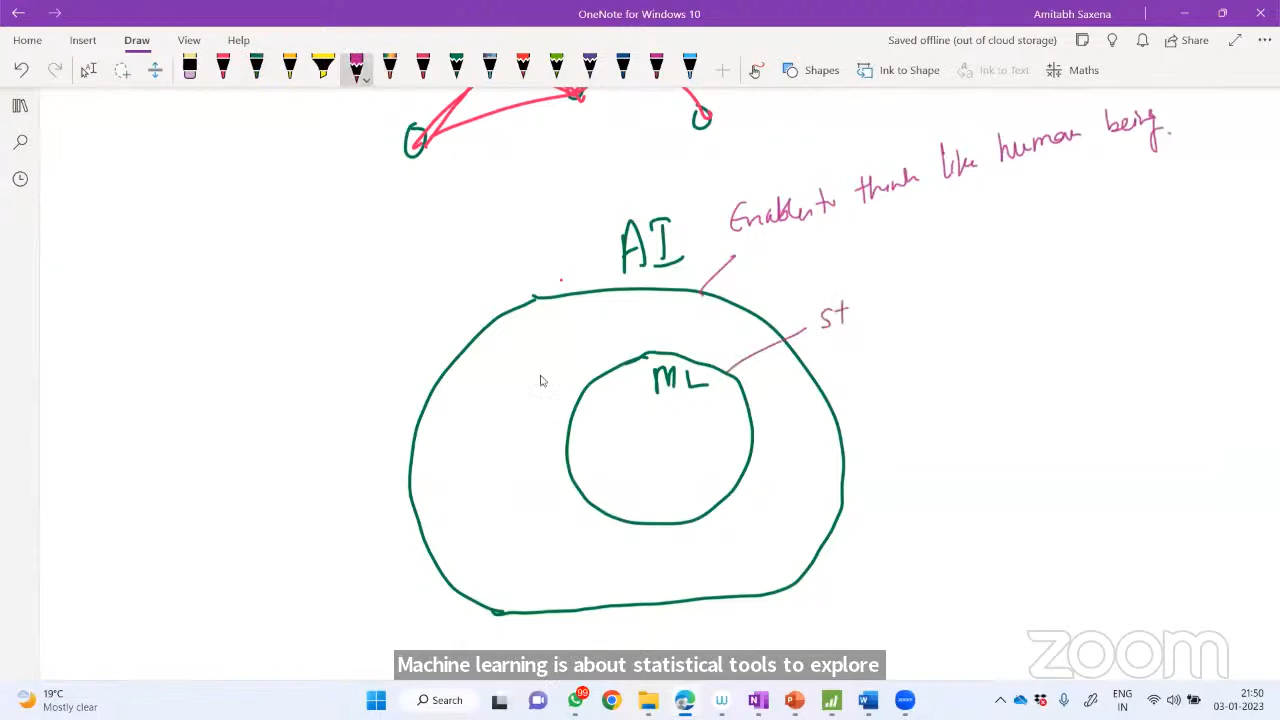 OneNote for Windows 10
Amitabh Saxena
Home Insert Draw View Help
Saved offline (out of cloud storage)
Share
Shapes
Ink to Shape
Ink to Text
Maths
Enables to think like human being.
AI
St
ML
Machine learning is about statistical tools to explore
zoom
19°C
Mostly clear
Search
99
ENG
IN
21:50
03-01-2023